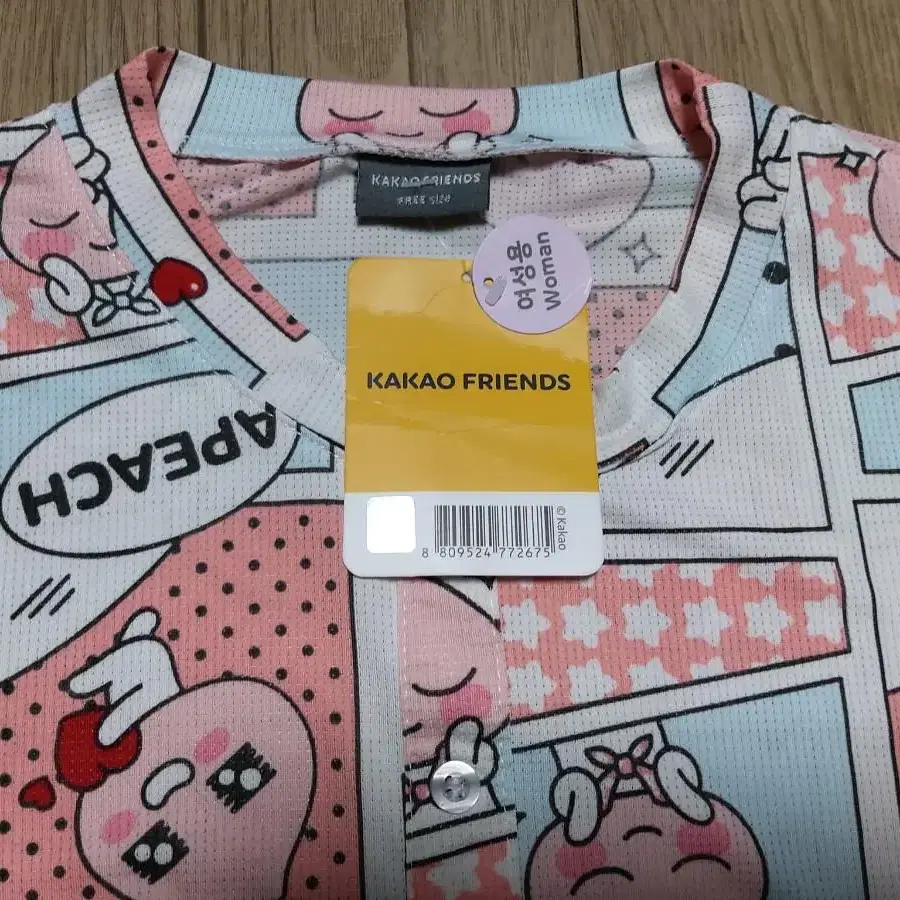 KAKAO FRIENDS
FREE SIZE
여성용
Woman
KAKAO FRIENDS
© Kakao
8 809524 772675
APEACH